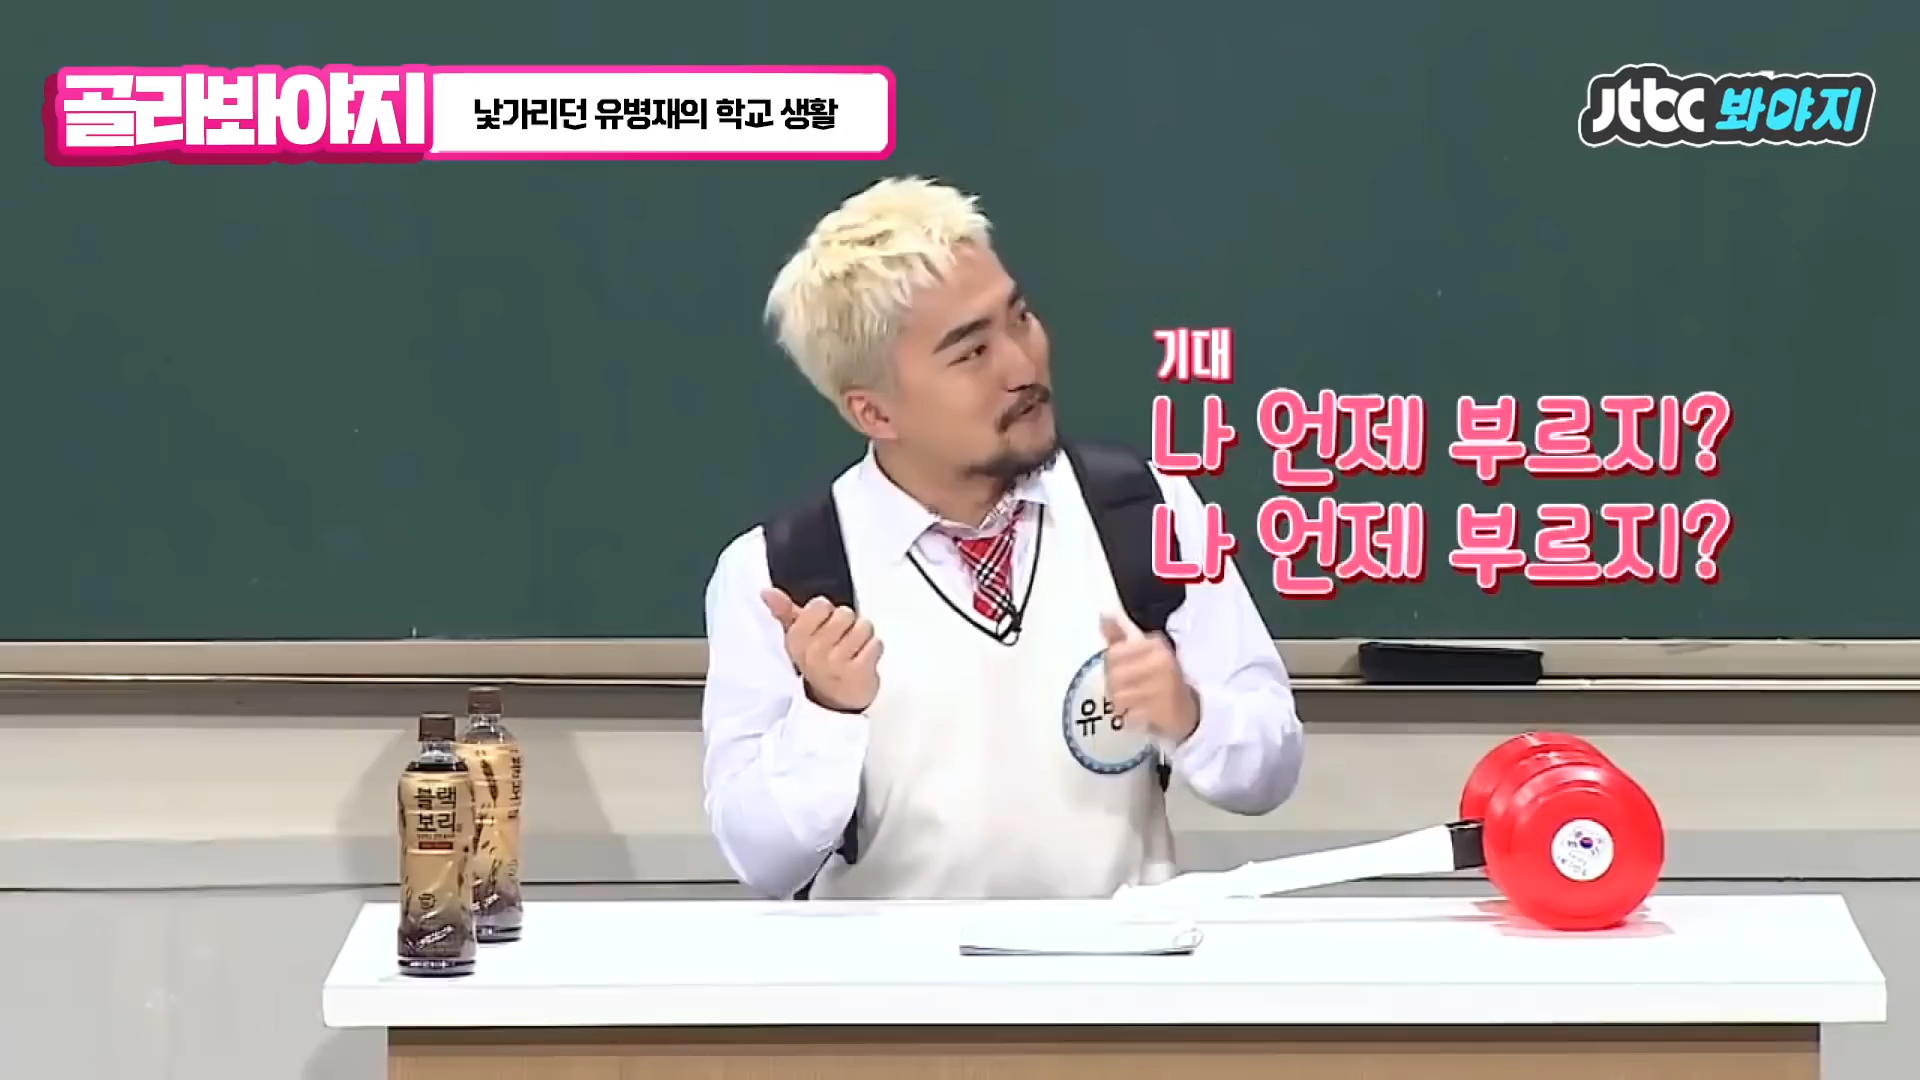 골라봐야지
낯가리던 유병재의 학교 생활
JTBC 봐야지
기대
나 언제 부르지?
나 언제 부르지?
유병
블랙
보리